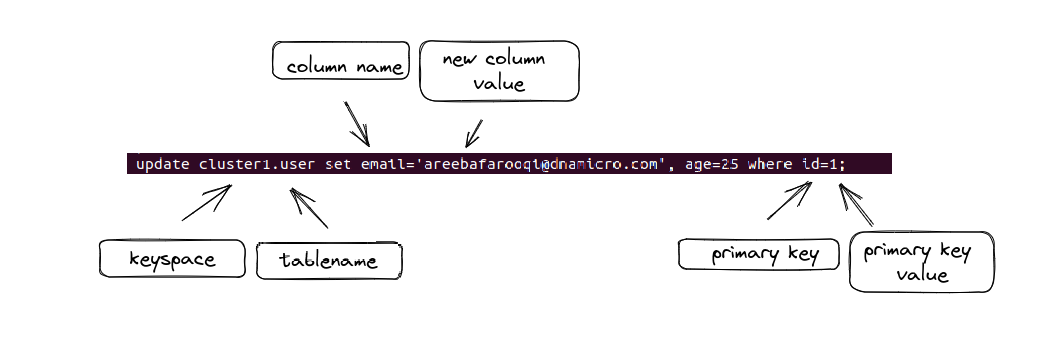 column name
new column
value
update cluster1.user set email='areebafarooqi@dnamicro.com', age=25 where id=1;
keyspace
tablename
primary key
primary key
value